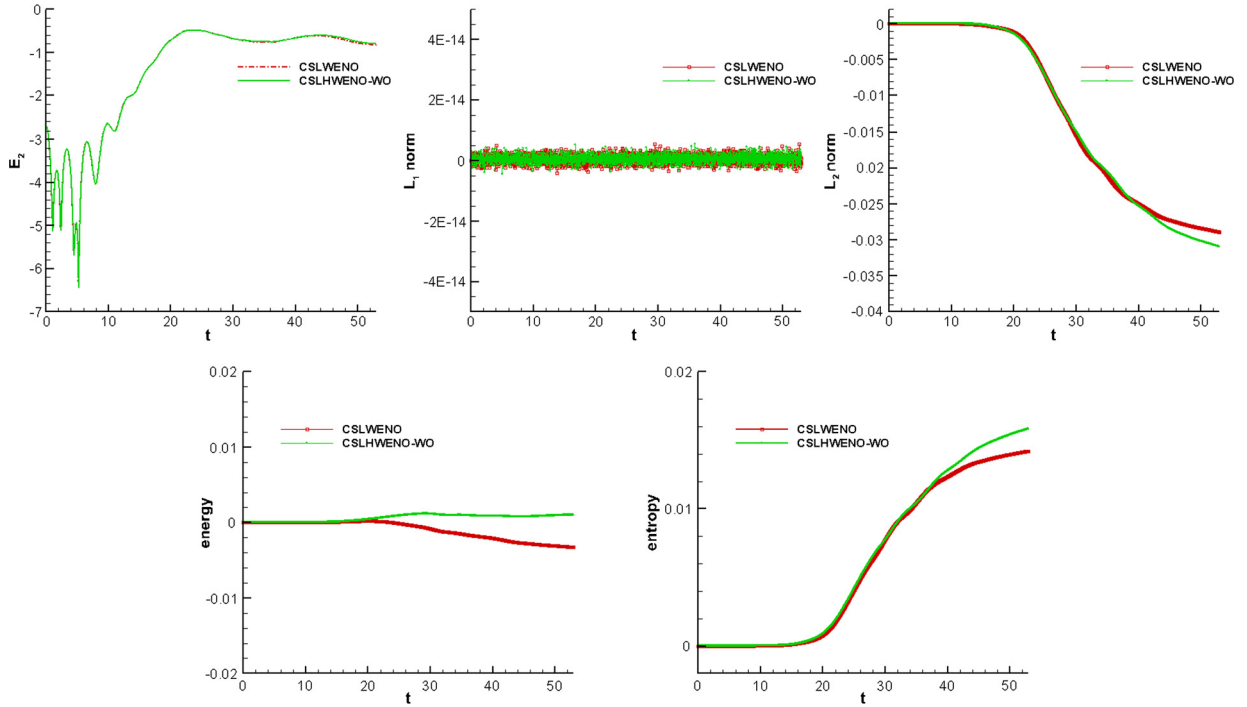 0
-1
-2
-3
-4
-5
-6
-7
E2
CSLWENO
CSLHWENO-WO
0 10 20 30 40 50
t
4E-14
2E-14
0
-2E-14
-4E-14
L1 norm
CSLWENO
CSLHWENO-WO
0 10 20 30 40 50
t
0
-0.005
-0.01
-0.015
0.02
-0.025
-0.03
-0.035
-0.04
L2 norm
CSLWENO
CSLHWENO-WO
0 10 20 30 40 50
t
0.02
0.01
0
-0.01
-0.02
energy
CSLWENO
CSLHWENO-WO
0 10 20 30 40 50
t
0.02
0.01
0
entropy
CSLWENO
CSLHWENO-WO
0 10 20 30 40 50
t